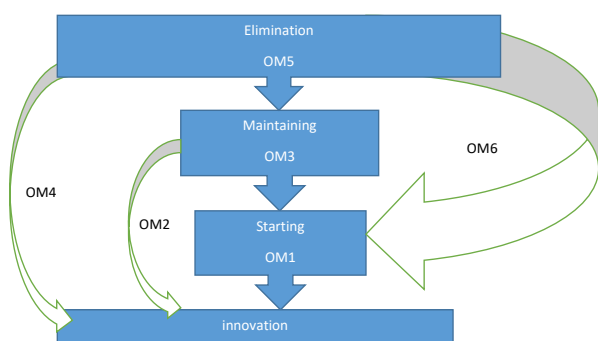 Elimination
OM5
Maintaining
OM3
OM6
OM4
OM2
Starting
OM1
innovation